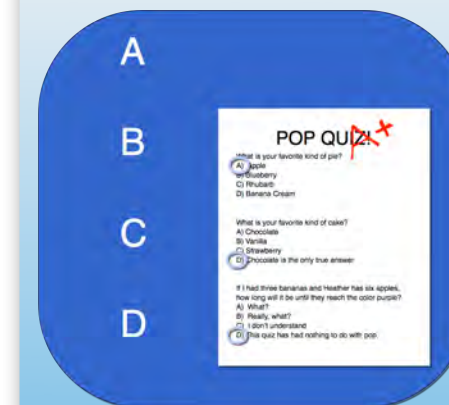 A
B
C
D
POP QUIZ!
A+
What is your favorite kind of pie?
A) Apple
B) Blueberry
C) Rhubarb
D) Banana Cream
What is your favorite kind of cake?
A) Chocolate
B) Vanilla
C) Strawberry
D) Chocolate is the only true answer
If I had three bananas and Heather has six apples,
how long will it be until they reach the color purple?
A) What?
B) Really, what?
C) I don't understand
D) This quiz has had nothing to do with pop.